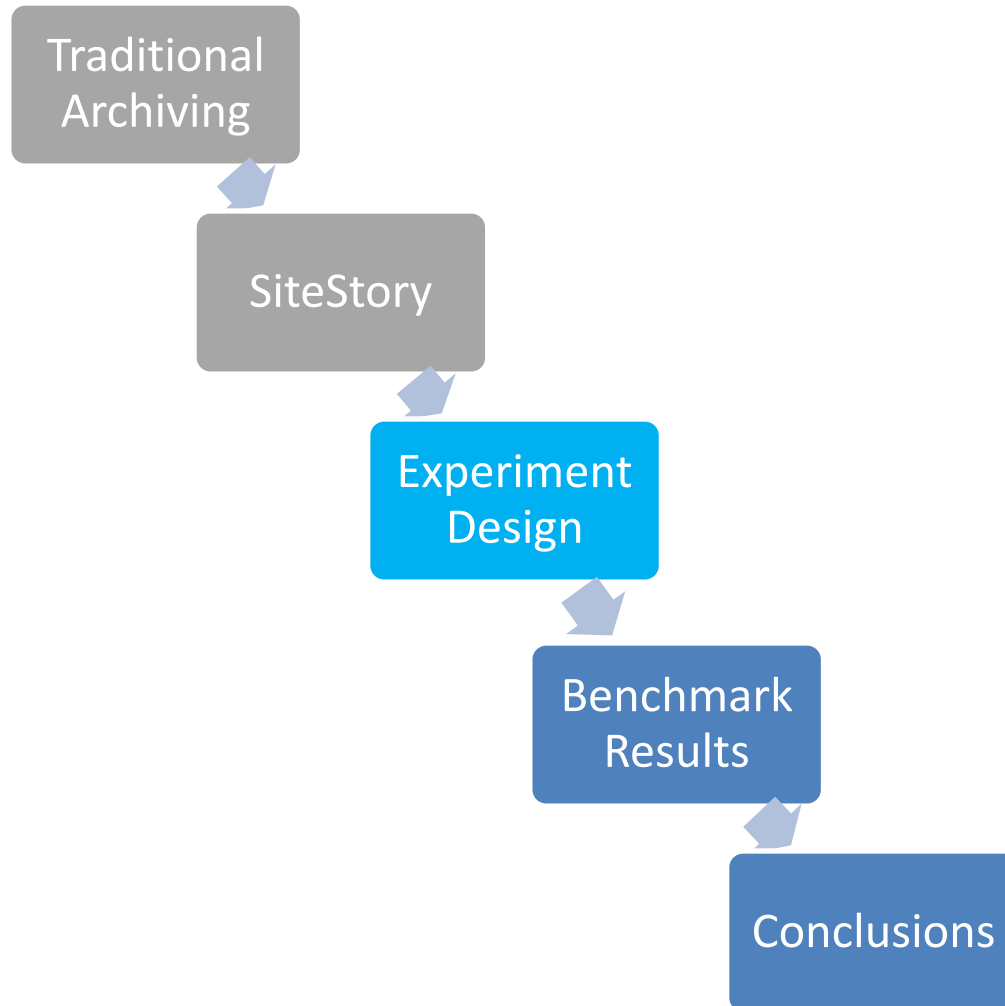 Traditional
Archiving
SiteStory
Experiment
Design
Benchmark
Results
Conclusions